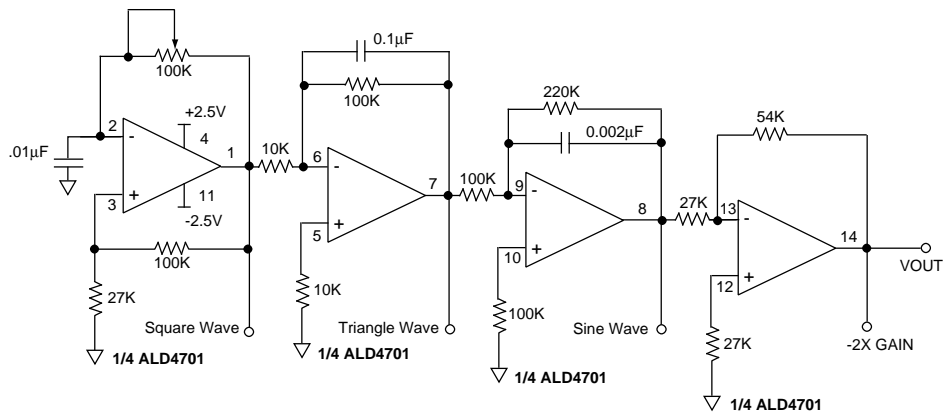 100K
.01µF
2
-
+2.5V
4
1
+
3
11
-2.5V
100K
27K
Square Wave
1/4 ALD4701
0.1µF
100K
10K
6
-
7
+
5
10K
Triangle Wave
1/4 ALD4701
220K
0.002µF
100K
9
-
8
+
10
100K
Sine Wave
1/4 ALD4701
54K
27K
13
-
14
+
12
27K
VOUT
-2X GAIN
1/4 ALD4701